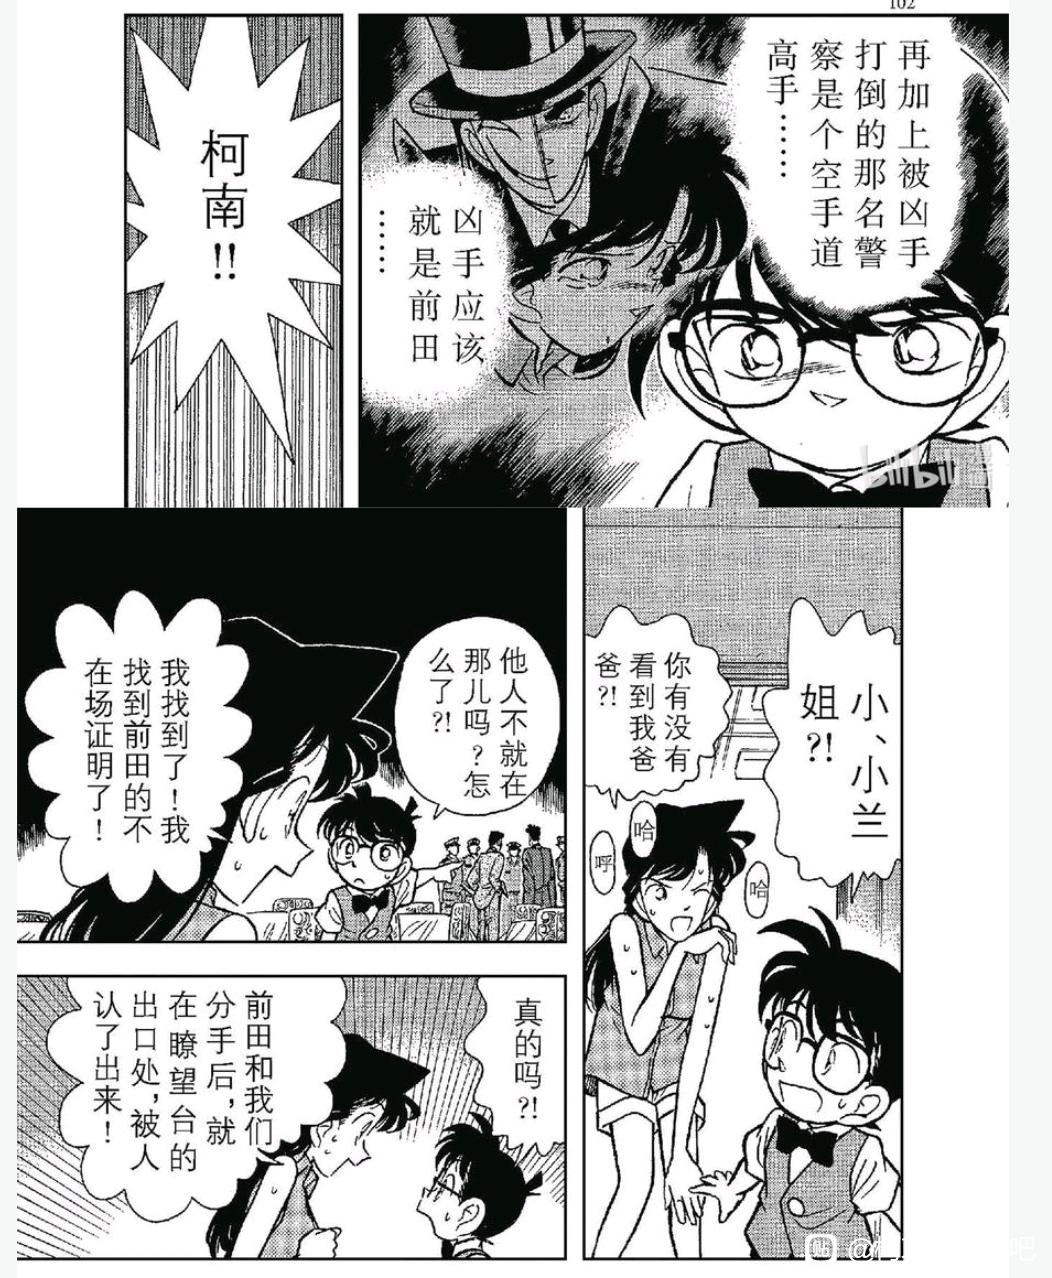 102
再加上被凶手
打倒的那名警
察是个空手道
高手……
凶手应该
就是前田
……
柯南!!
小、小兰
姐?!
你有没有
看到我爸
爸?!
哈
呼
哈
他人不就在
那儿吗?怎
么了?!
我找到了!我
找到前田的不
在场证明了!
真的吗?!
前田和我们
分手后,就
在瞭望台的
出口处,被人
认了出来!
bilibili
贴
吧